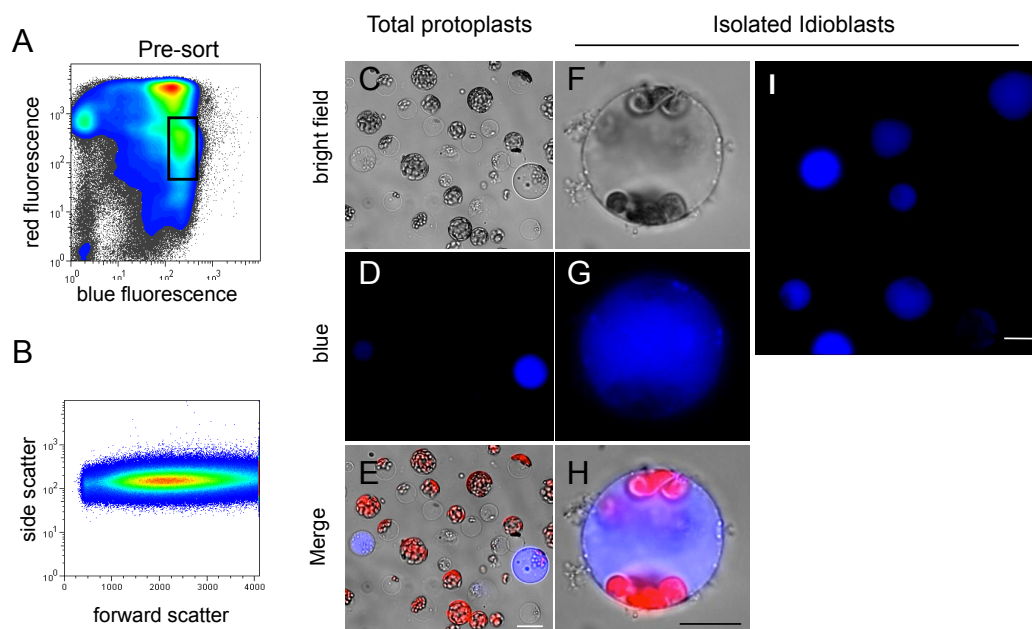 Total protoplasts
Isolated Idioblasts
A
Pre-sort
red fluorescence
10³
10²
10¹
10⁰
10⁰ 10¹ 10² 10³
blue fluorescence
B
side scatter
10³
10²
10¹
10⁰
0 1000 2000 3000 4000
forward scatter
bright field
blue
Merge
C
F
I
D
G
E
H